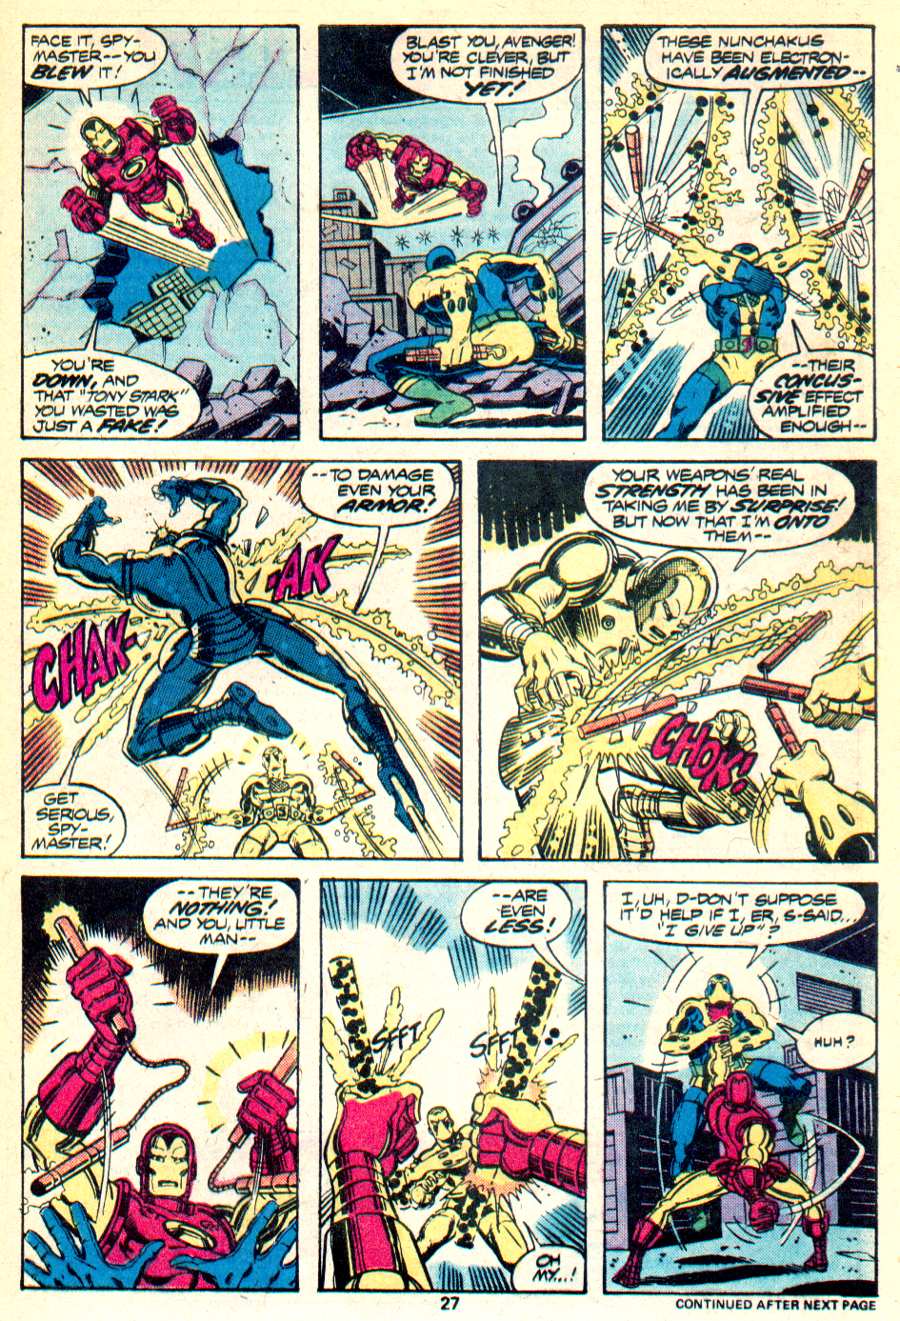 FACE IT, SPY-
MASTER--YOU
BLEW IT!
YOU'RE
DOWN, AND
THAT "TONY STARK"
YOU WASTED WAS
JUST A FAKE!
BLAST YOU, AVENGER!
YOU'RE CLEVER, BUT
I'M NOT FINISHED
YET!
THESE NUNCHAKUS
HAVE BEEN ELECTRON-
ICALLY AUGMENTED--
--THEIR
CONCUS-
SIVE EFFECT
AMPLIFIED
ENOUGH--
--TO DAMAGE
EVEN YOUR
ARMOR!
CHAK-
-AK
GET
SERIOUS,
SPY-
MASTER!
YOUR WEAPONS' REAL
STRENGTH HAS BEEN IN
TAKING ME BY SURPRISE!
BUT NOW THAT I'M ONTO
THEM--
CHOK!
--THEY'RE
NOTHING!
AND YOU, LITTLE
MAN--
--ARE
EVEN
LESS!
SFFT
SFFT
OH
MY...!
I, UH, D-DON'T SUPPOSE
IT'D HELP IF I, ER, S-SAID...
"I GIVE UP"?
HUH?
27
CONTINUED AFTER NEXT PAGE